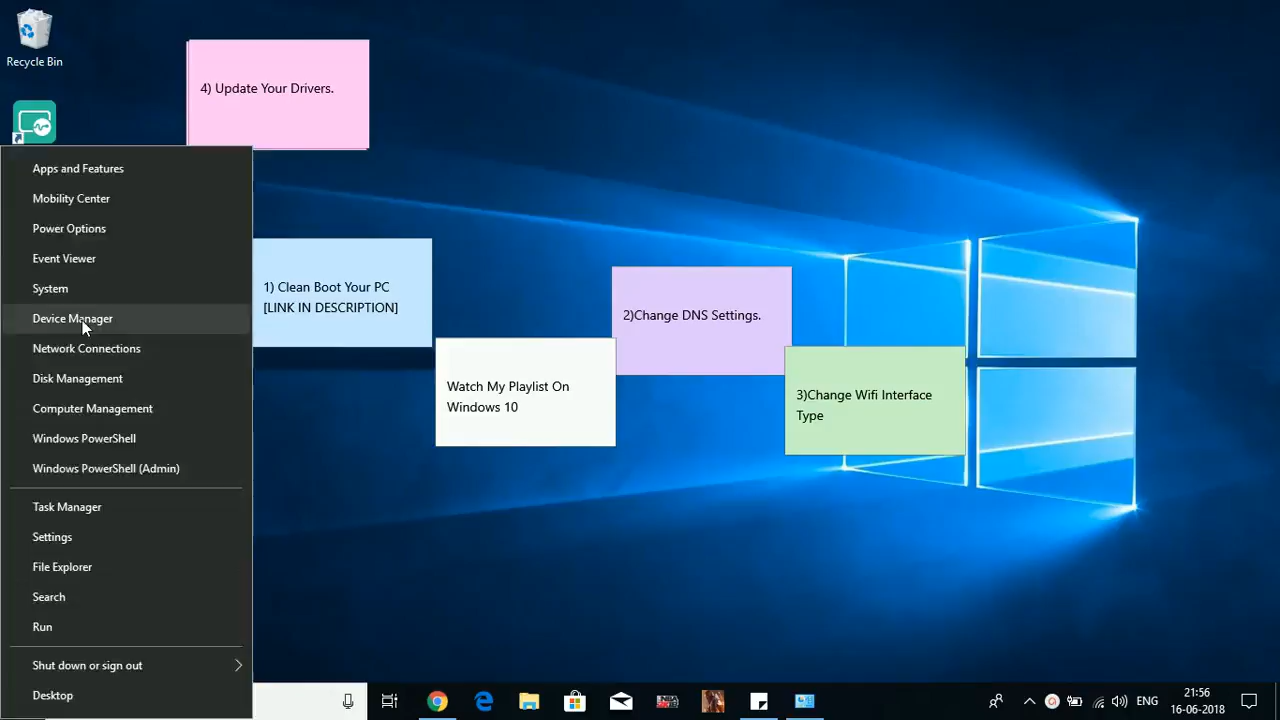 Recycle Bin
4) Update Your Drivers.
Apps and Features
Mobility Center
Power Options
Event Viewer
System
Device Manager
Network Connections
Disk Management
Computer Management
Windows PowerShell
Windows PowerShell (Admin)
Task Manager
Settings
File Explorer
Search
Run
Shut down or sign out
Desktop
1) Clean Boot Your PC
[LINK IN DESCRIPTION]
Watch My Playlist On
Windows 10
2)Change DNS Settings.
3)Change Wifi Interface
Type
ENG
21:56
16-06-2018